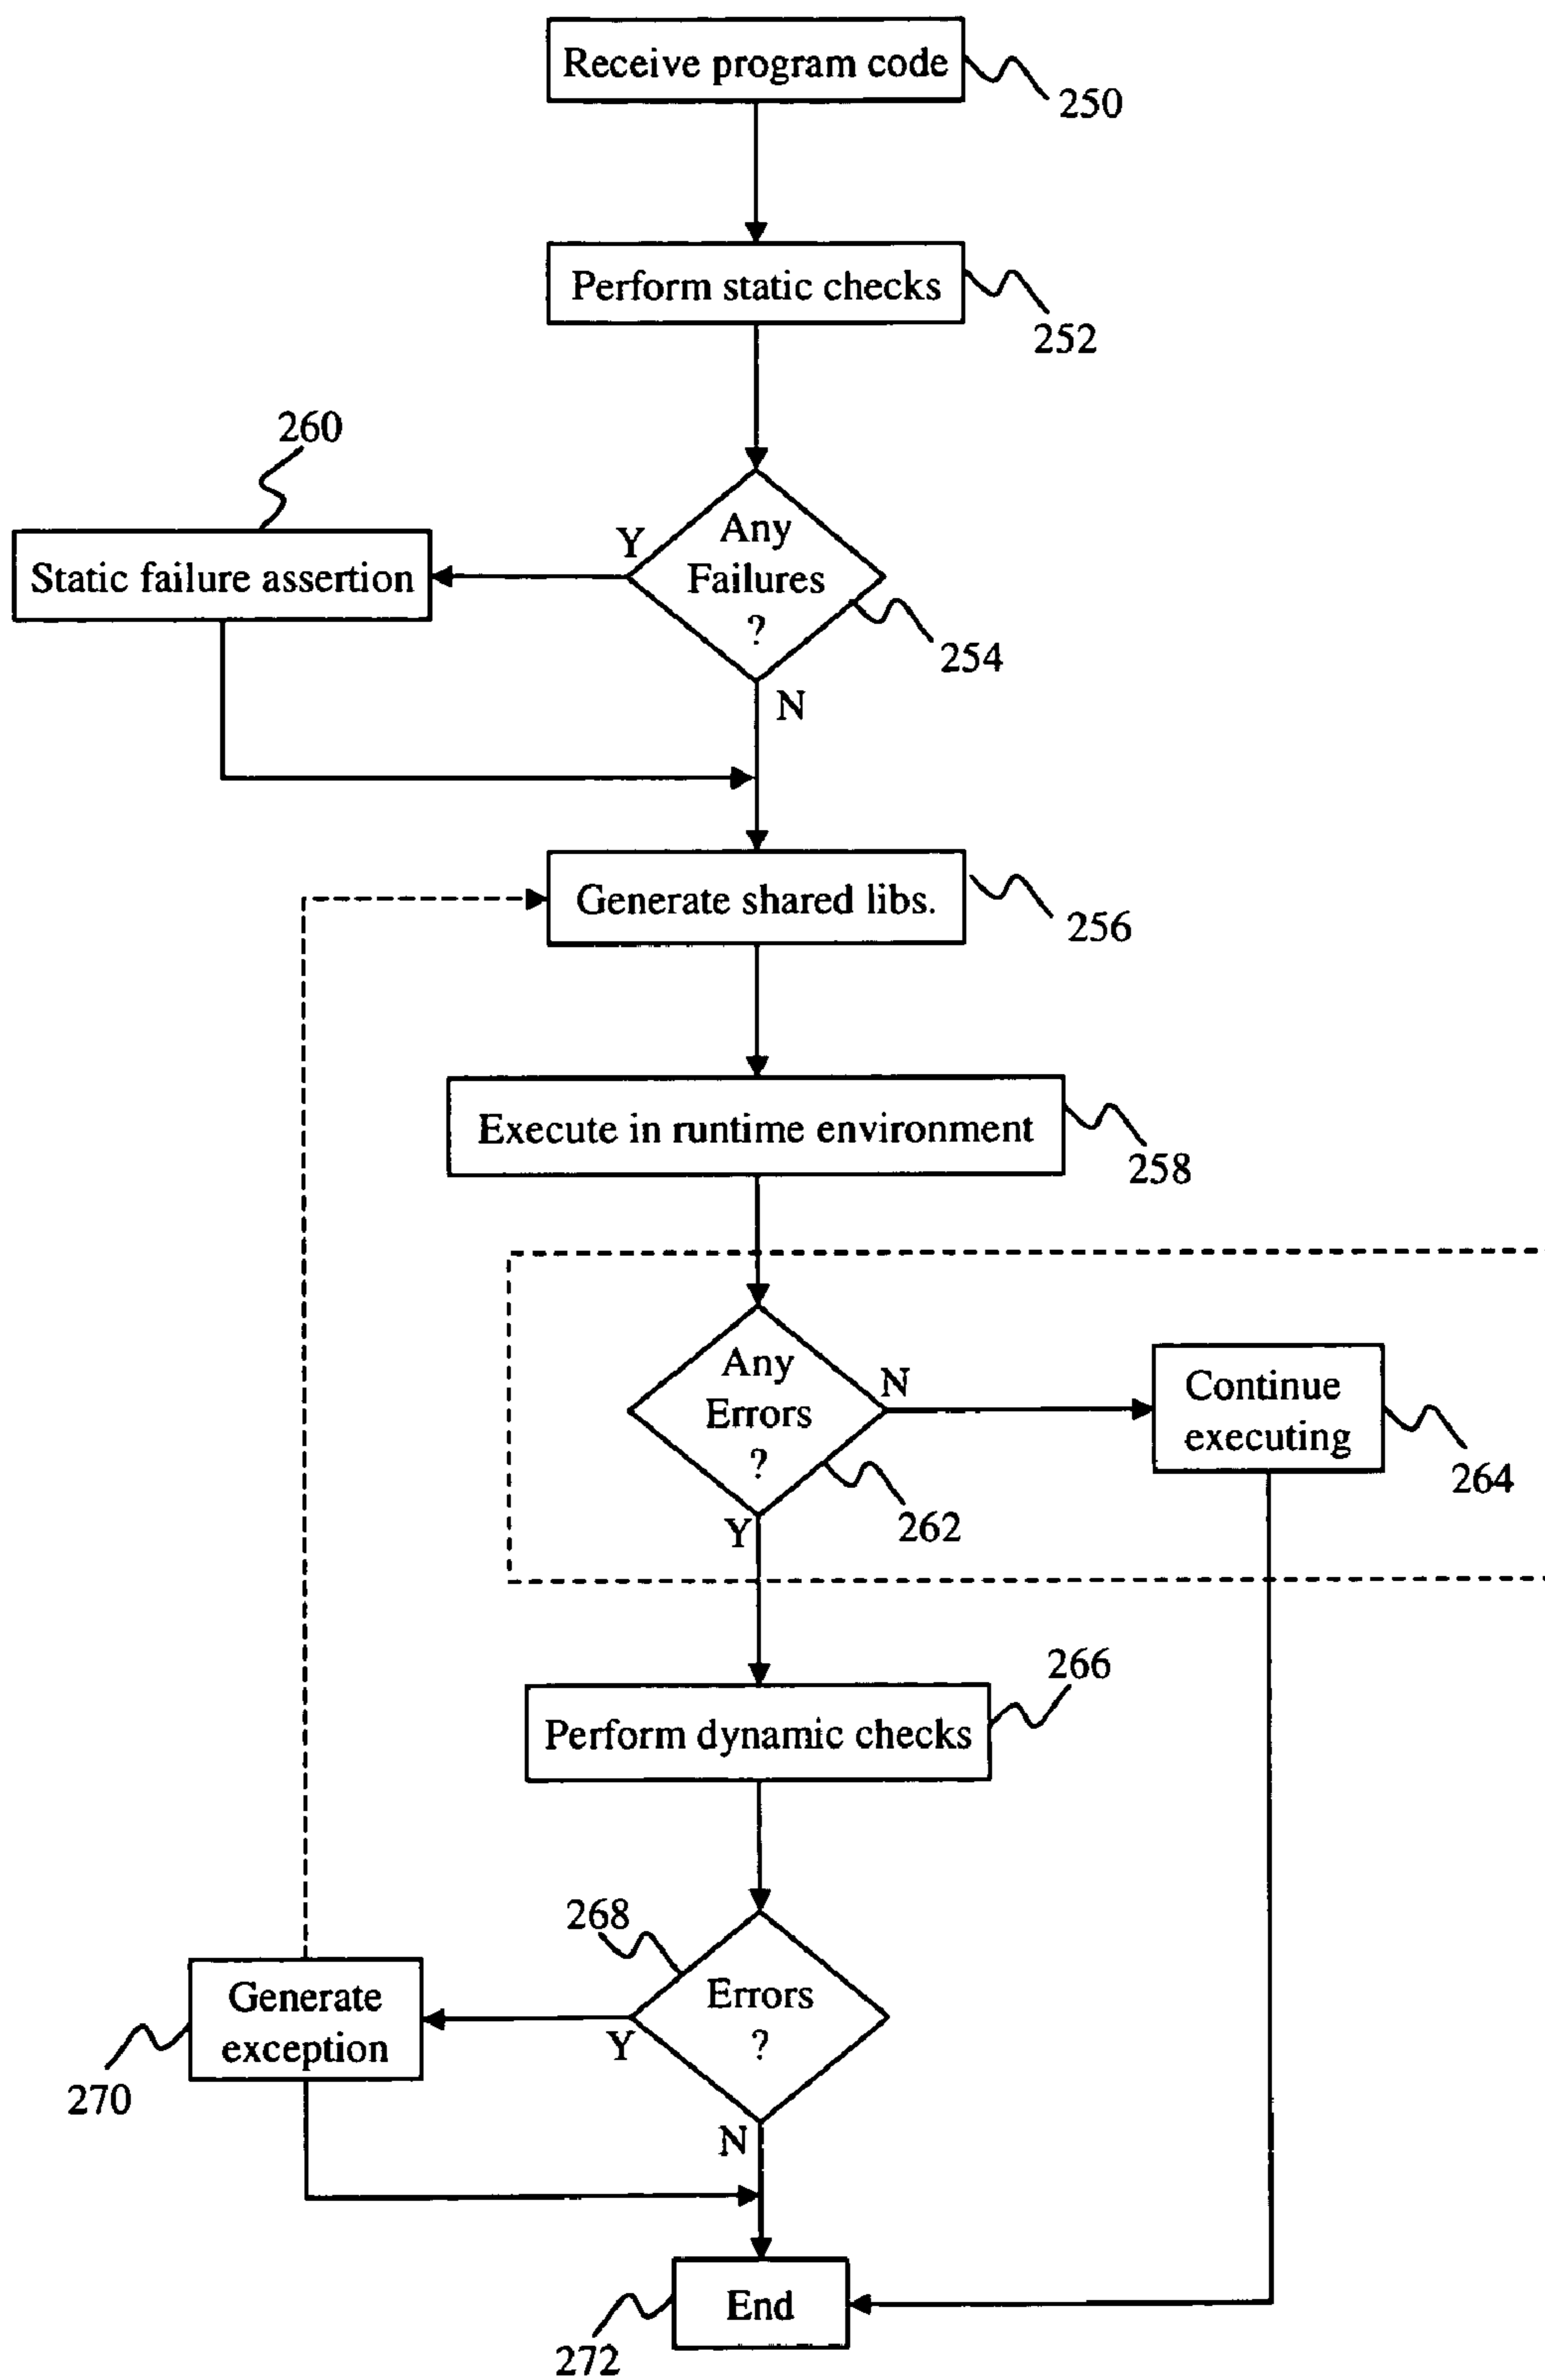 Receive program code
250
Perform static checks
252
260
Static failure assertion
Y
Any
Failures
?
254
N
Generate shared libs.
256
Execute in runtime environment
258
Any
Errors
?
N
Continue
executing
264
262
Y
266
Perform dynamic checks
268
Errors
?
Y
Generate
exception
270
N
End
272